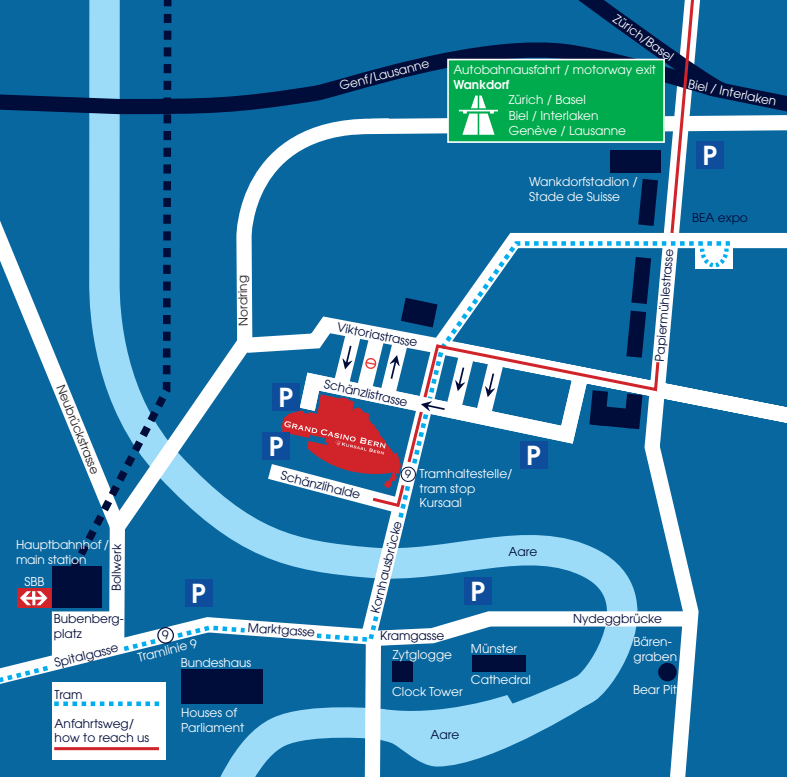 Zürich/Basel
Genf/Lausanne
Biel / Interlaken
Autobahnausfahrt / motorway exit
Wankdorf
Zürich / Basel
Biel / Interlaken
Genève / Lausanne
P
Wankdorfstadion /
Stade de Suisse
BEA expo
Nordring
Papiermühlestrasse
Viktoriastrasse
Schänzlistrasse
P
GRAND CASINO BERN
KURSAAL BERN
P
P
Neubrückstrasse
Schänzlihalde
9
Tramhaltestelle/
tram stop
Kursaal
Hauptbahnhof /
main station
SBB
Bollwerk
Kornhausbrücke
Aare
P
P
Bubenberg-
platz
Spitalgasse
9
Tramlinie 9
Marktgasse
Kramgasse
Nydeggbrücke
Bären-
graben
Bear Pit
Zytglogge
Clock Tower
Münster
Cathedral
Bundeshaus
Houses of
Parliament
Aare
Tram
Anfahrtsweg/
how to reach us